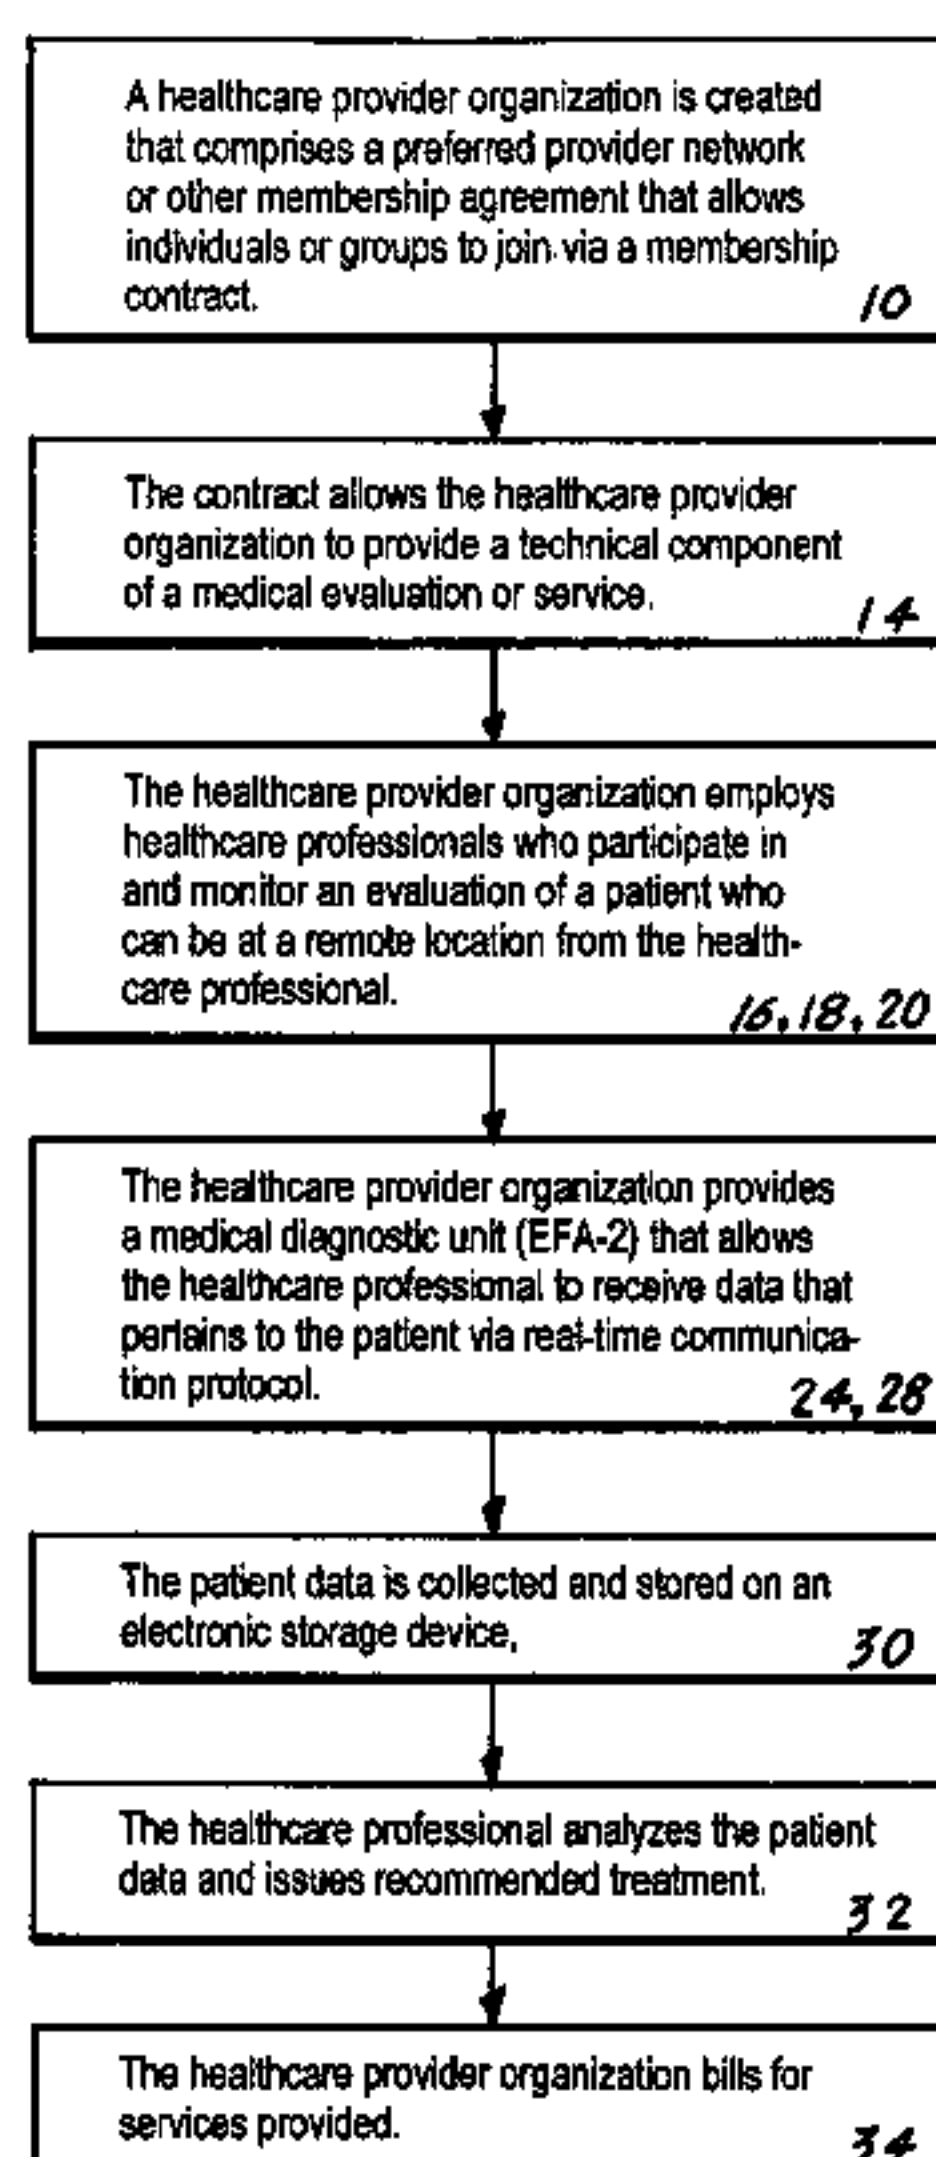 A healthcare provider organization is created
that comprises a preferred provider network
or other membership agreement that allows
individuals or groups to join via a membership
contract.
10
The contract allows the healthcare provider
organization to provide a technical component
of a medical evaluation or service.
14
The healthcare provider organization employs
healthcare professionals who participate in
and monitor an evaluation of a patient who
can be at a remote location from the health-
care professional.
16, 18, 20
The healthcare provider organization provides
a medical diagnostic unit (EFA-2) that allows
the healthcare professional to receive data that
pertains to the patient via real-time communica-
tion protocol.
24, 28
The patient data is collected and stored on an
electronic storage device.
30
The healthcare professional analyzes the patient
data and issues recommended treatment.
32
The healthcare provider organization bills for
services provided.
34